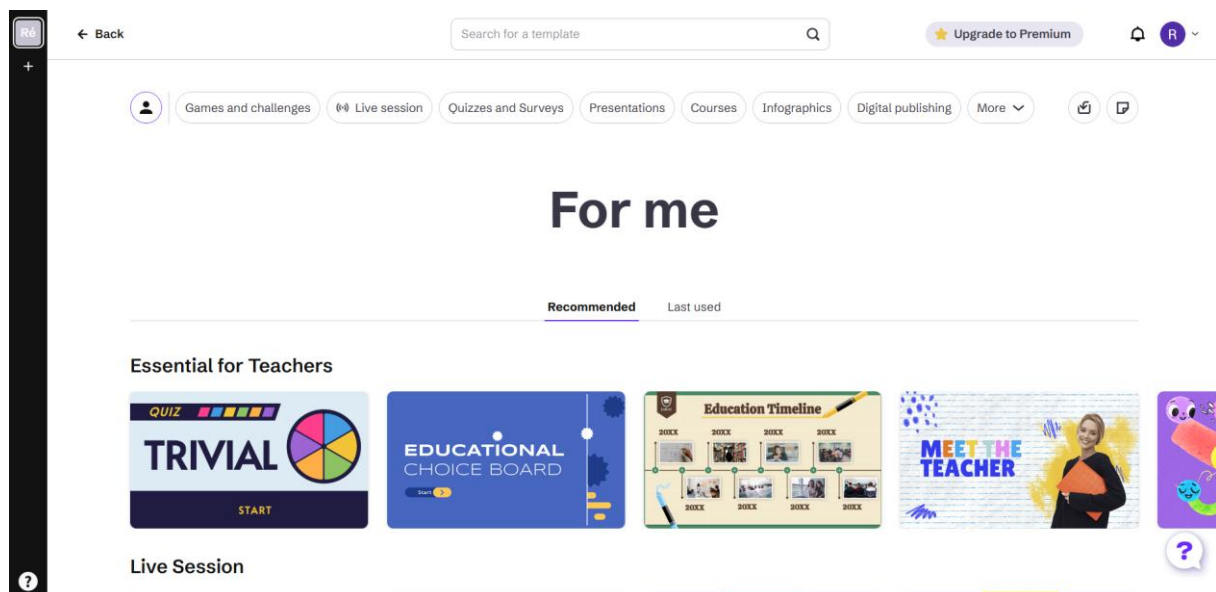 Ré
← Back
Search for a template
Upgrade to Premium
R
+
Games and challenges
Live session
Quizzes and Surveys
Presentations
Courses
Infographics
Digital publishing
More
For me
Recommended
Last used
Essential for Teachers
QUIZ
TRIVIAL
START
EDUCATIONAL
CHOICE BOARD
Start
Education Timeline
20XX 20XX 20XX 20XX
20XX 20XX 20XX 20XX
MEET THE
TEACHER
Live Session
?
?